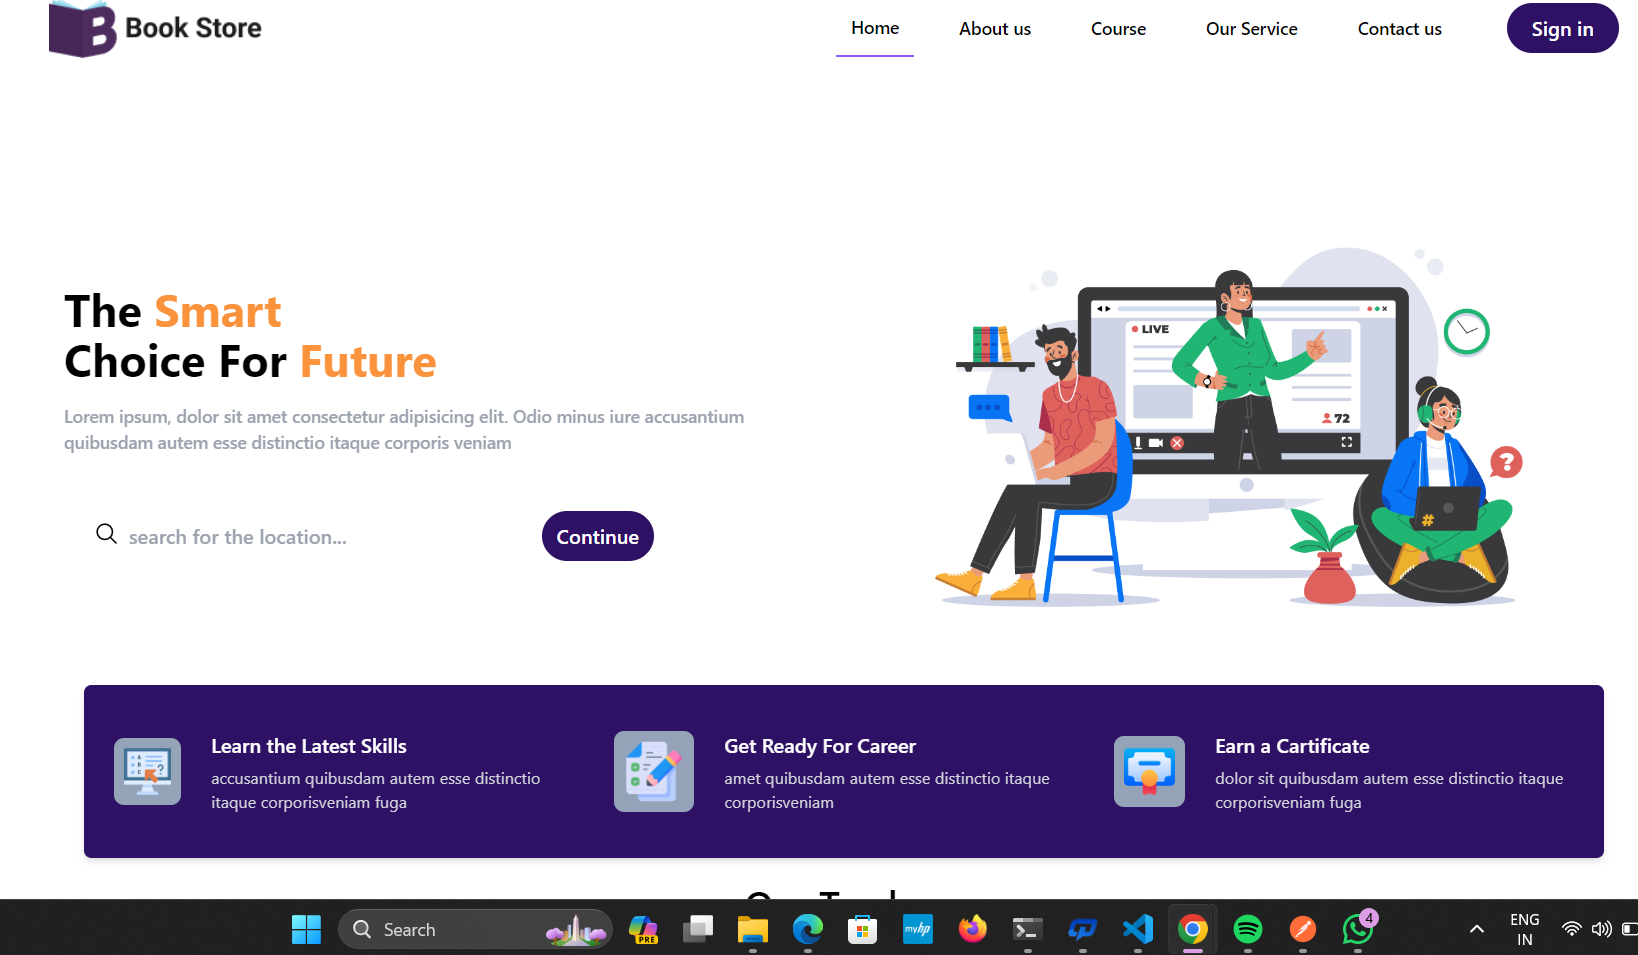 Book Store
Home
About us
Course
Our Service
Contact us
Sign in
The Smart
Choice For Future
Lorem ipsum, dolor sit amet consectetur adipisicing elit. Odio minus iure accusantium
quibusdam autem esse distinctio itaque corporis veniam
search for the location...
Continue
LIVE
72
?
#
Learn the Latest Skills
accusantium quibusdam autem esse distinctio
itaque corporisveniam fuga
Get Ready For Career
amet quibusdam autem esse distinctio itaque
corporisveniam
Earn a Cartificate
dolor sit quibusdam autem esse distinctio itaque
corporisveniam fuga
Search
PRE
myhp
4
ENG
IN